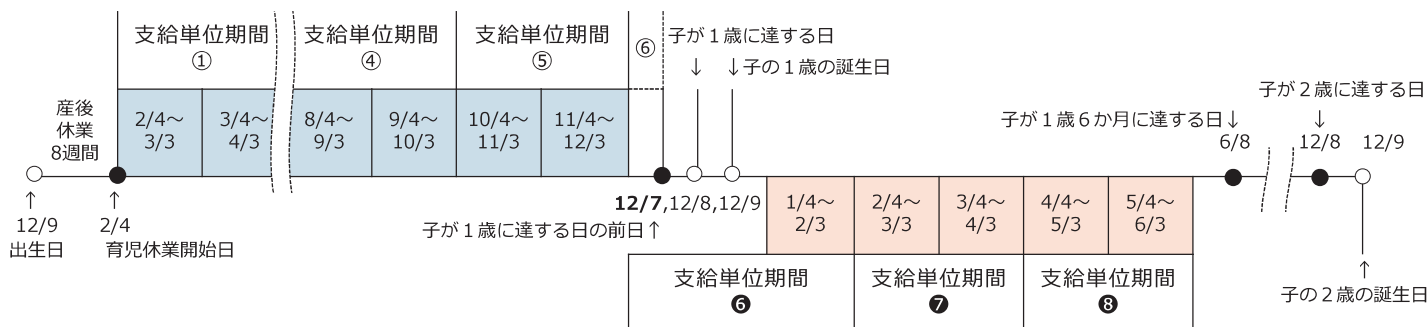 支給単位期間
①
支給単位期間
④
支給単位期間
⑤
⑥
子が１歳に達する日
↓
↓子の１歳の誕生日
産後
休業
8週間
2/4～
3/3
3/4～
4/3
8/4～
9/3
9/4～
10/3
10/4～
11/3
11/4～
12/3
子が１歳６か月に達する日↓
6/8
子が２歳に達する日
↓
12/8
12/9
↑
12/9
出生日
↑
2/4
育児休業開始日
12/7,12/8,12/9
子が１歳に達する日の前日↑
1/4～
2/3
2/4～
3/3
3/4～
4/3
4/4～
5/3
5/4～
6/3
支給単位期間
❻
支給単位期間
❼
支給単位期間
❽
↑
子の２歳の誕生日